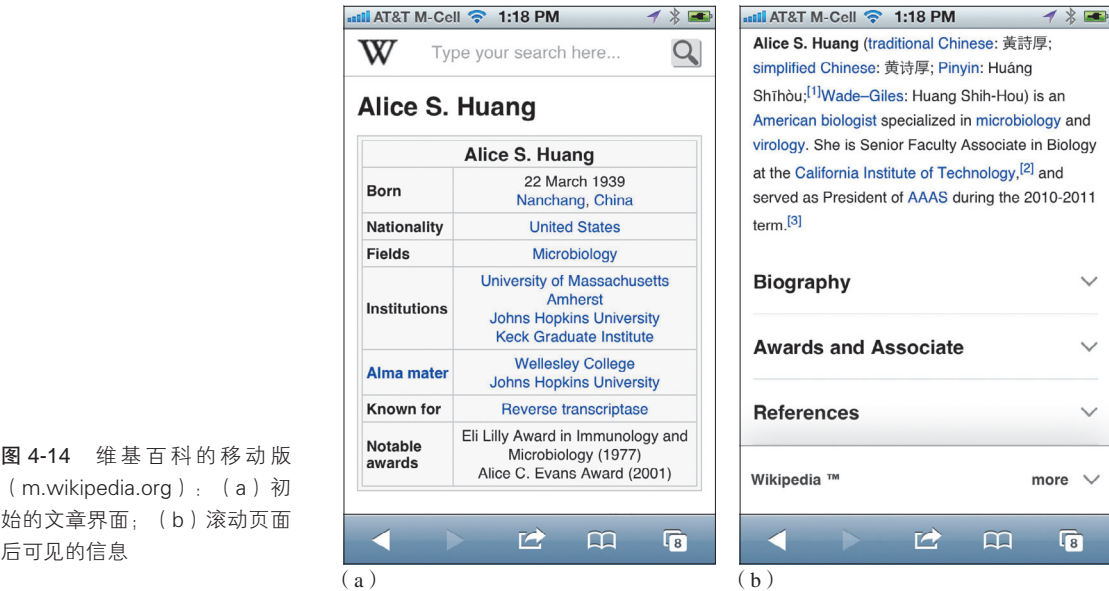 图 4-14 维基百科的移动版
（m.wikipedia.org）：（a）初
始的文章界面；（b）滚动页面
后可见的信息
AT&T M-Cell 1:18 PM
W Type your search here...
Alice S. Huang
Alice S. Huang
Born 22 March 1939
Nanchang, China
Nationality United States
Fields Microbiology
Institutions University of Massachusetts
Amherst
Johns Hopkins University
Keck Graduate Institute
Alma mater Wellesley College
Johns Hopkins University
Known for Reverse transcriptase
Notable
awards Eli Lilly Award in Immunology and
Microbiology (1977)
Alice C. Evans Award (2001)
8
（a）
AT&T M-Cell 1:18 PM
Alice S. Huang (traditional Chinese: 黃詩厚;
simplified Chinese: 黄诗厚; Pinyin: Huáng
Shīhòu;[1]Wade–Giles: Huang Shih-Hou) is an
American biologist specialized in microbiology and
virology. She is Senior Faculty Associate in Biology
at the California Institute of Technology,[2] and
served as President of AAAS during the 2010-2011
term.[3]
Biography
Awards and Associate
References
Wikipedia ™ more
8
（b）